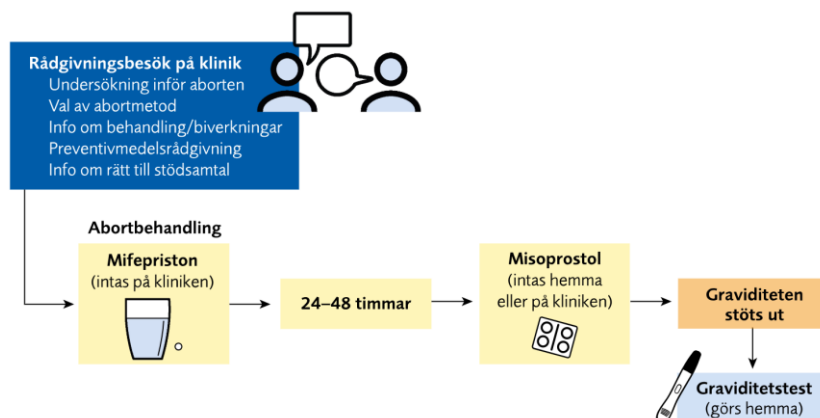 Rådgivningsbesök på klinik
Undersökning inför aborten
Val av abortmetod
Info om behandling/biverkningar
Preventivmedelsrådgivning
Info om rätt till stödsamtal
Abortbehandling
Mifepriston
(intas på kliniken)
24–48 timmar
Misoprostol
(intas hemma
eller på kliniken)
Graviditeten
stöts ut
Graviditetstest
(görs hemma)